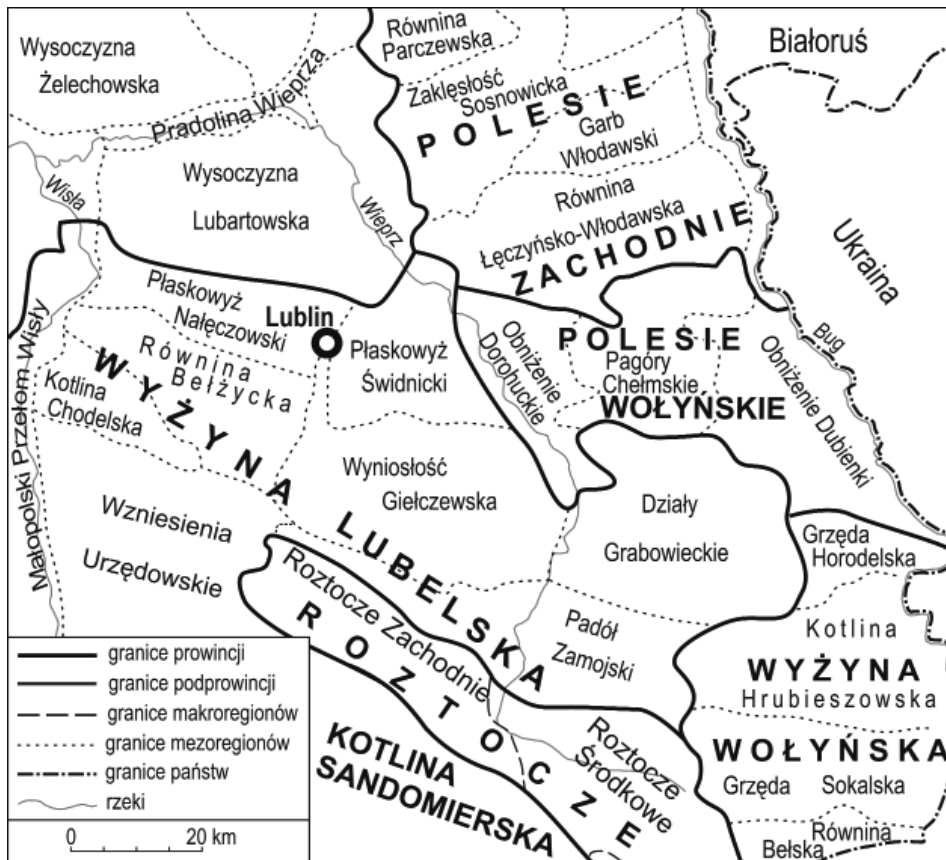 Wysoczyzna
Żelechowska
Równina
Parczewska
Białoruś
Zaklęsłość
Sosnowicka
Pradolina Wieprza
POLESIE
Garb
Włodawski
Wysoczyzna
Lubartowska
Wisła
Wieprz
Równina
Łęczyńsko-Włodawska
ZACHODNIE
Ukraina
Płaskowyż
Nałęczowski
Lublin
Małopolski Przełom Wisły
Równina
Bełżycka
Płaskowyż
Świdnicki
Obniżenie
Dorohuckie
POLESIE
Pagóry
Chełmskie
WOŁYNSKIE
Bug
Obniżenie Dubienki
Kotlina
Chodelska
WYŻYNA LUBELSKA
Wyniosłość
Giełczewska
Działy
Grabowieckie
Wzniesienia
Urzędowskie
Grzęda
Horodelska
Roztocze Zachodnie
ROZTOCZE
Padół
Zamojski
Kotlina
WYŻYNA
Hrubieszowska
WOŁYŃSKA
Grzęda Sokalska
Roztocze
Środkowe
KOTLINA
SANDOMIERSKA
Równina
Bełska
granice prowincji
granice podprowincji
granice makroregionów
granice mezoregionów
granice państw
rzeki
0 20 km